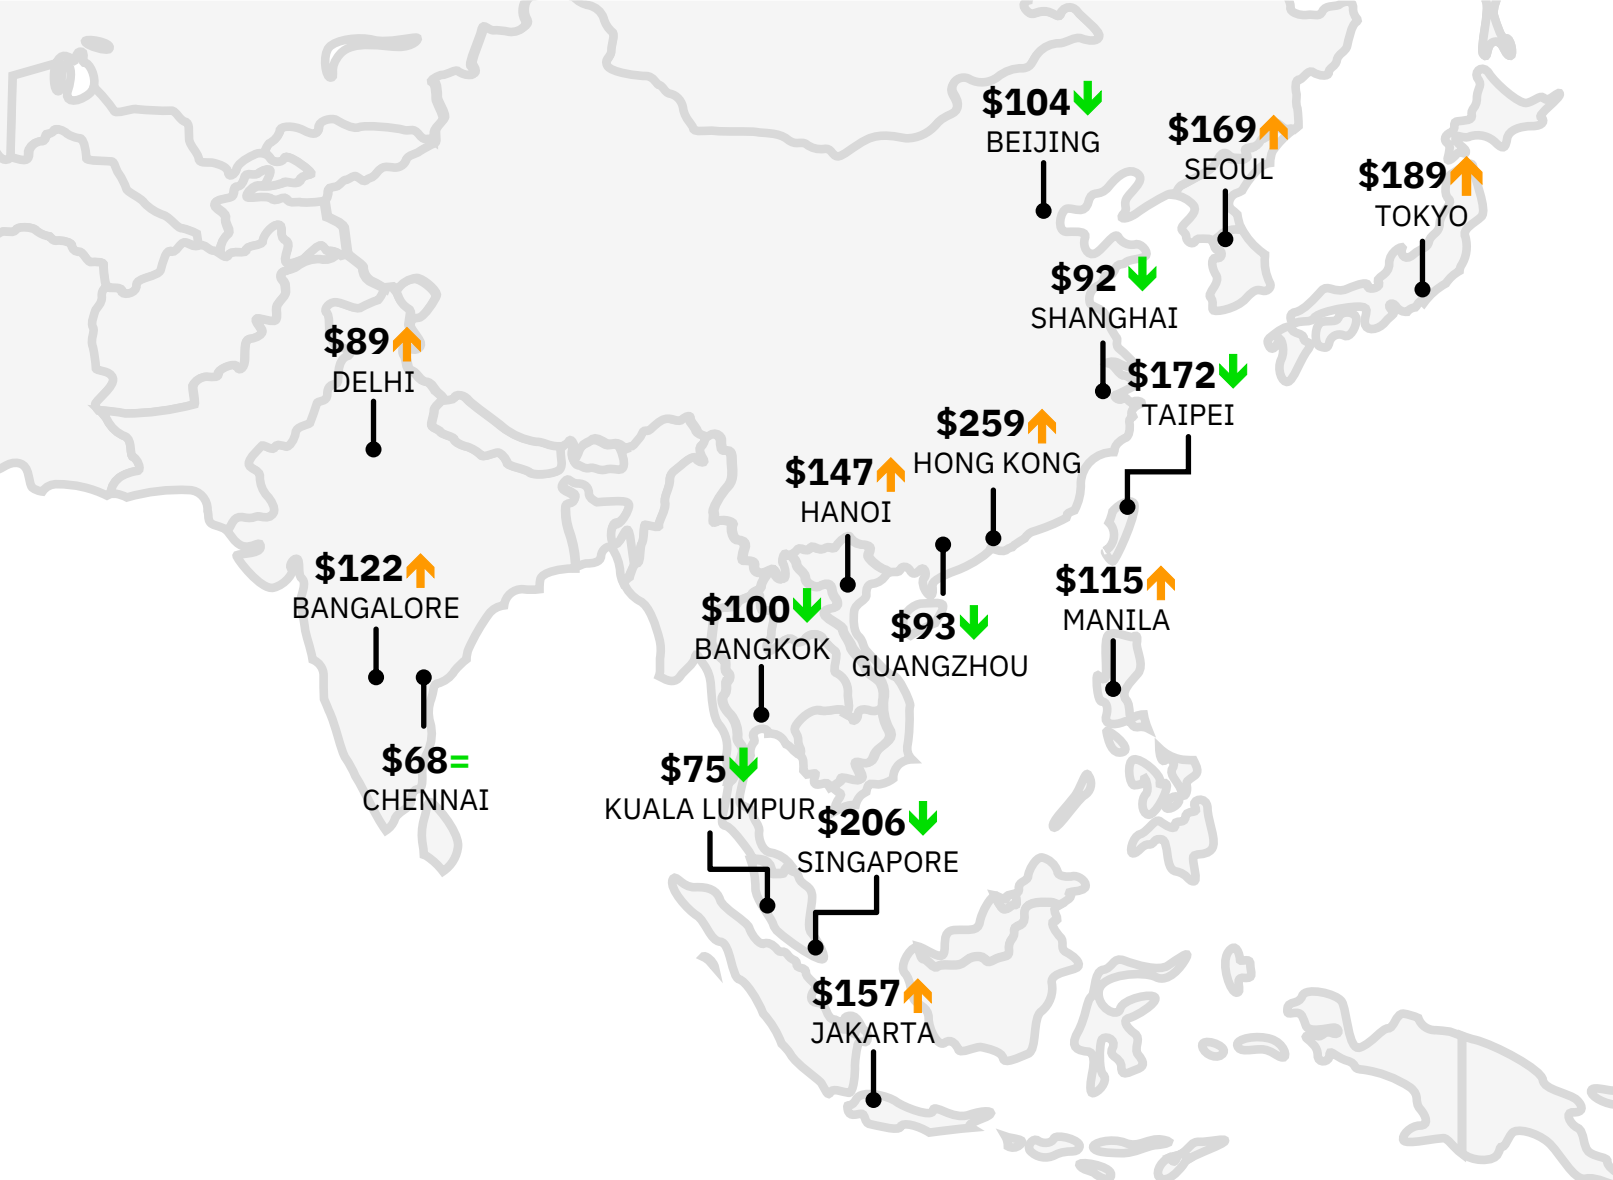 $104
BEIJING
$169
SEOUL
$189
TOKYO
$92
SHANGHAI
$89
DELHI
$172
TAIPEI
$259
HONG KONG
$147
HANOI
$122
BANGALORE
$115
MANILA
$100
BANGKOK
$93
GUANGZHOU
$68=
CHENNAI
$75
KUALA LUMPUR
$206
SINGAPORE
$157
JAKARTA